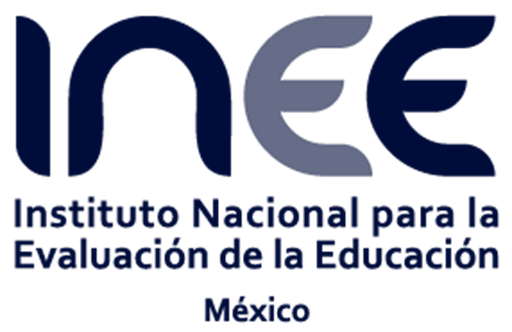 INEE
Instituto Nacional para la
Evaluación de la Educación
México